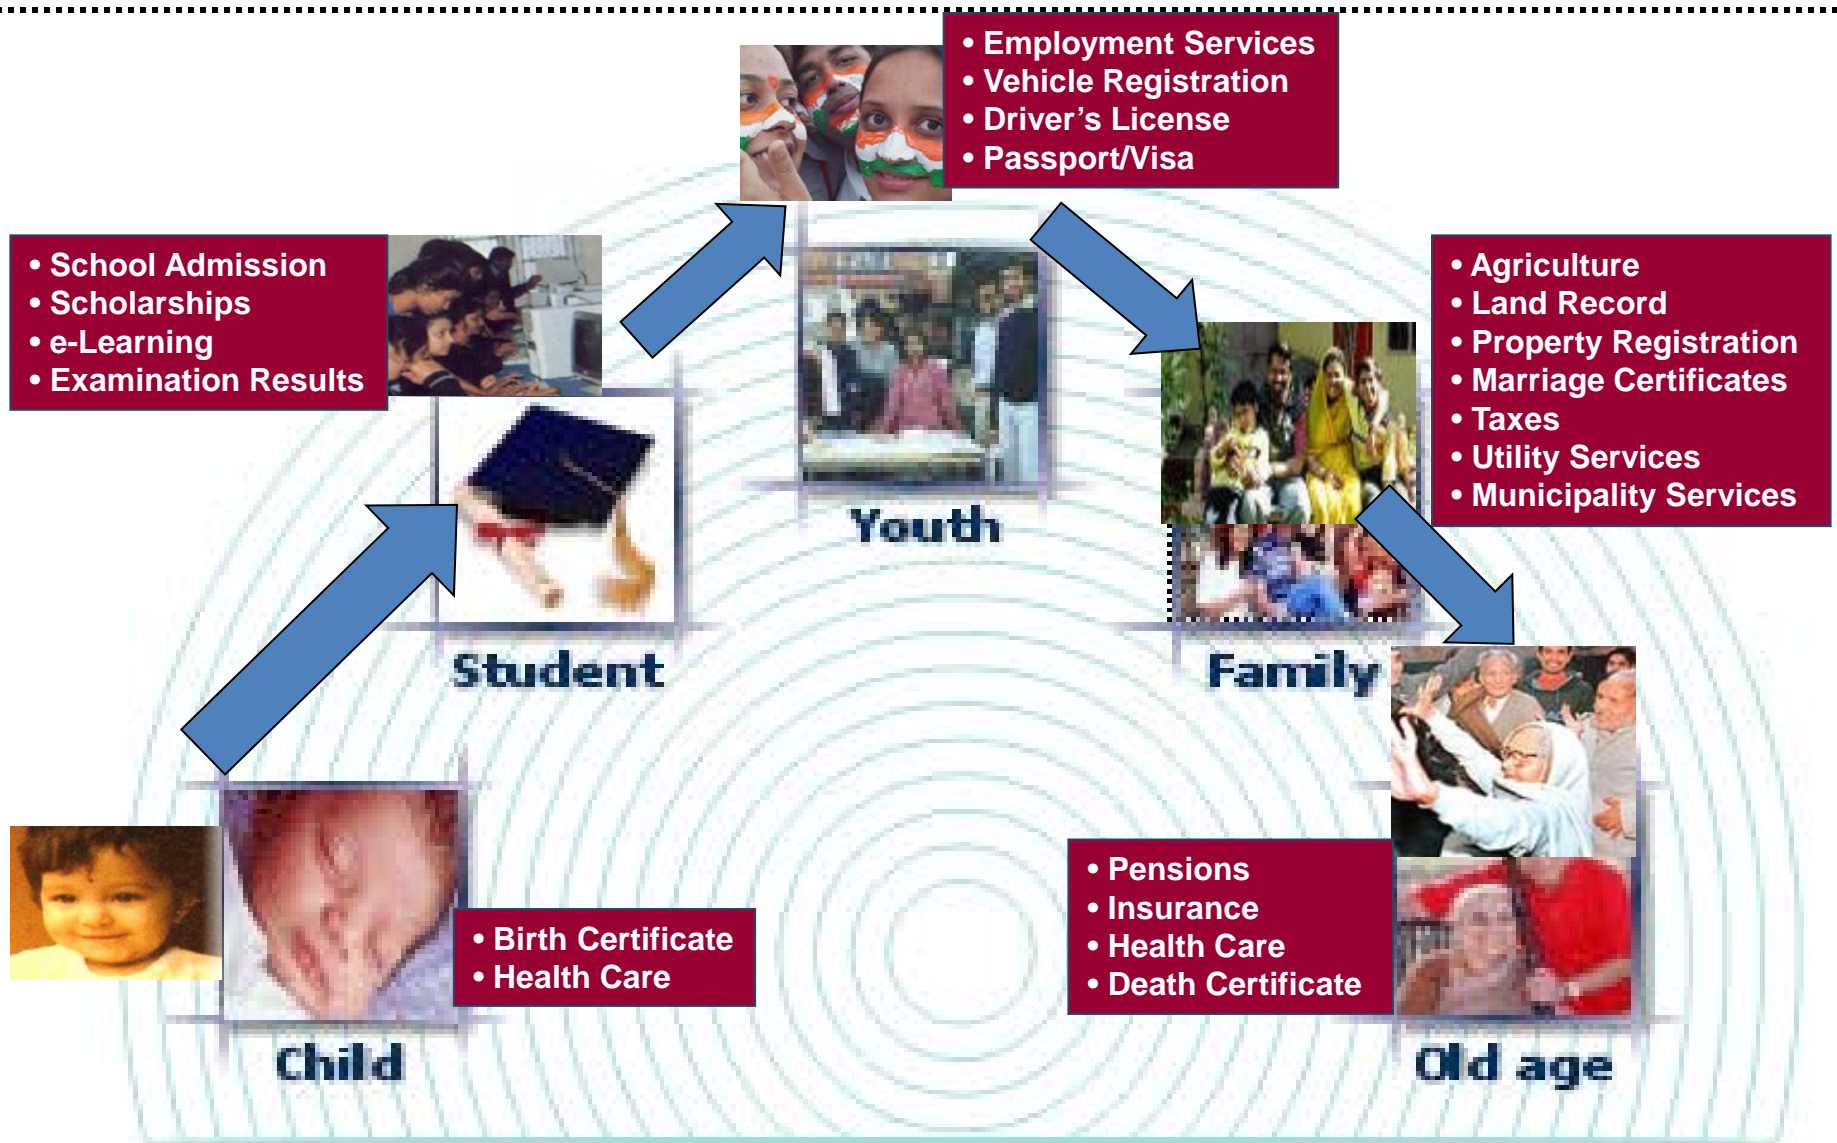 • Employment Services
• Vehicle Registration
• Driver’s License
• Passport/Visa
• School Admission
• Scholarships
• e-Learning
• Examination Results
• Agriculture
• Land Record
• Property Registration
• Marriage Certificates
• Taxes
• Utility Services
• Municipality Services
Youth
Student
Family
• Birth Certificate
• Health Care
• Pensions
• Insurance
• Health Care
• Death Certificate
Child
Old age